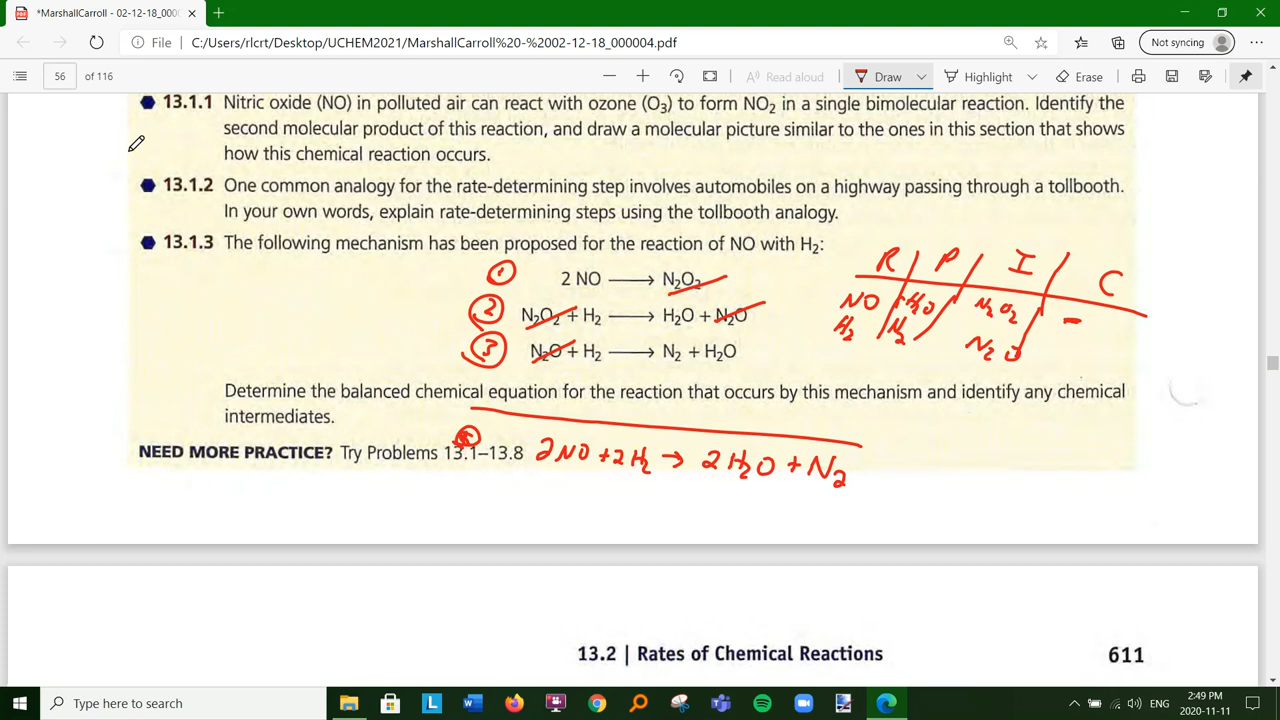 *MarshallCarroll - 02-12-18_0000
File C:/Users/rlcrt/Desktop/UCHEM2021/MarshallCarroll%20-%2002-12-18_000004.pdf Not syncing
56 of 116 Read aloud Draw Highlight Erase
13.1.1 Nitric oxide (NO) in polluted air can react with ozone (O₃) to form NO₂ in a single bimolecular reaction. Identify the
second molecular product of this reaction, and draw a molecular picture similar to the ones in this section that shows
how this chemical reaction occurs.
13.1.2 One common analogy for the rate-determining step involves automobiles on a highway passing through a tollbooth.
In your own words, explain rate-determining steps using the tollbooth analogy.
13.1.3 The following mechanism has been proposed for the reaction of NO with H₂:
R / P / I / C
① 2 NO ⟶ N₂O₂
NO / H₂O / N₂O₂ / –
② N₂O₂ + H₂ ⟶ H₂O + N₂O
H₂ / N₂ / N₂O
③ N₂O + H₂ ⟶ N₂ + H₂O
Determine the balanced chemical equation for the reaction that occurs by this mechanism and identify any chemical
intermediates.
NEED MORE PRACTICE? Try Problems 13.1–13.8 2NO + 2H₂ → 2H₂O + N₂
13.2 | Rates of Chemical Reactions 611
Type here to search ENG 2:49 PM
2020-11-11